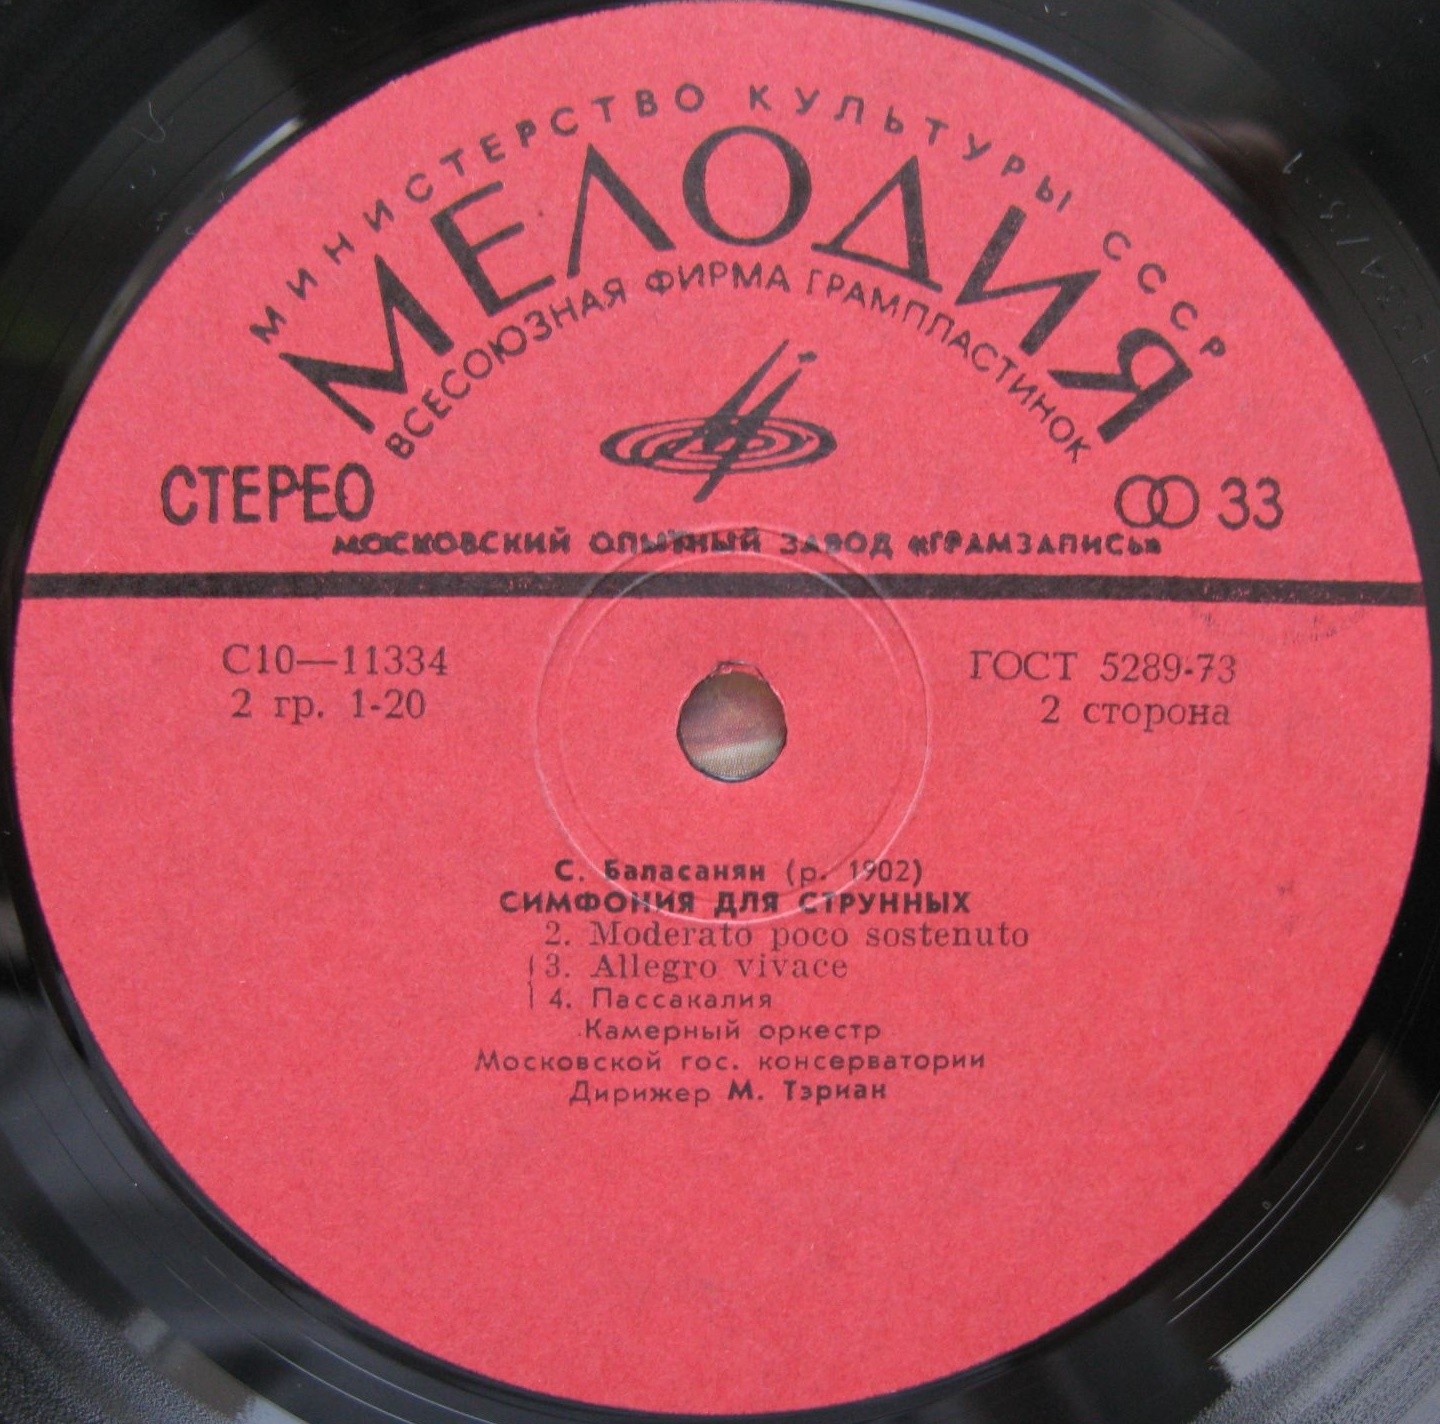 МИНИСТЕРСТВО КУЛЬТУРЫ СССР
МЕЛОДИЯ
ВСЕСОЮЗНАЯ ФИРМА ГРАМПЛАСТИНОК
СТЕРЕО
33
МОСКОВСКИЙ ОПЫТНЫЙ ЗАВОД «ГРАМЗАПИСЬ»
С10—11334
ГОСТ 5289-73
2 гр. 1-20
2 сторона
С. Баласанян (р. 1902)
СИМФОНИЯ ДЛЯ СТРУННЫХ
2. Moderato poco sostenuto
3. Allegro vivace
4. Пассакалия
Камерный оркестр
Московской гос. консерватории
Дирижер М. Тэриан